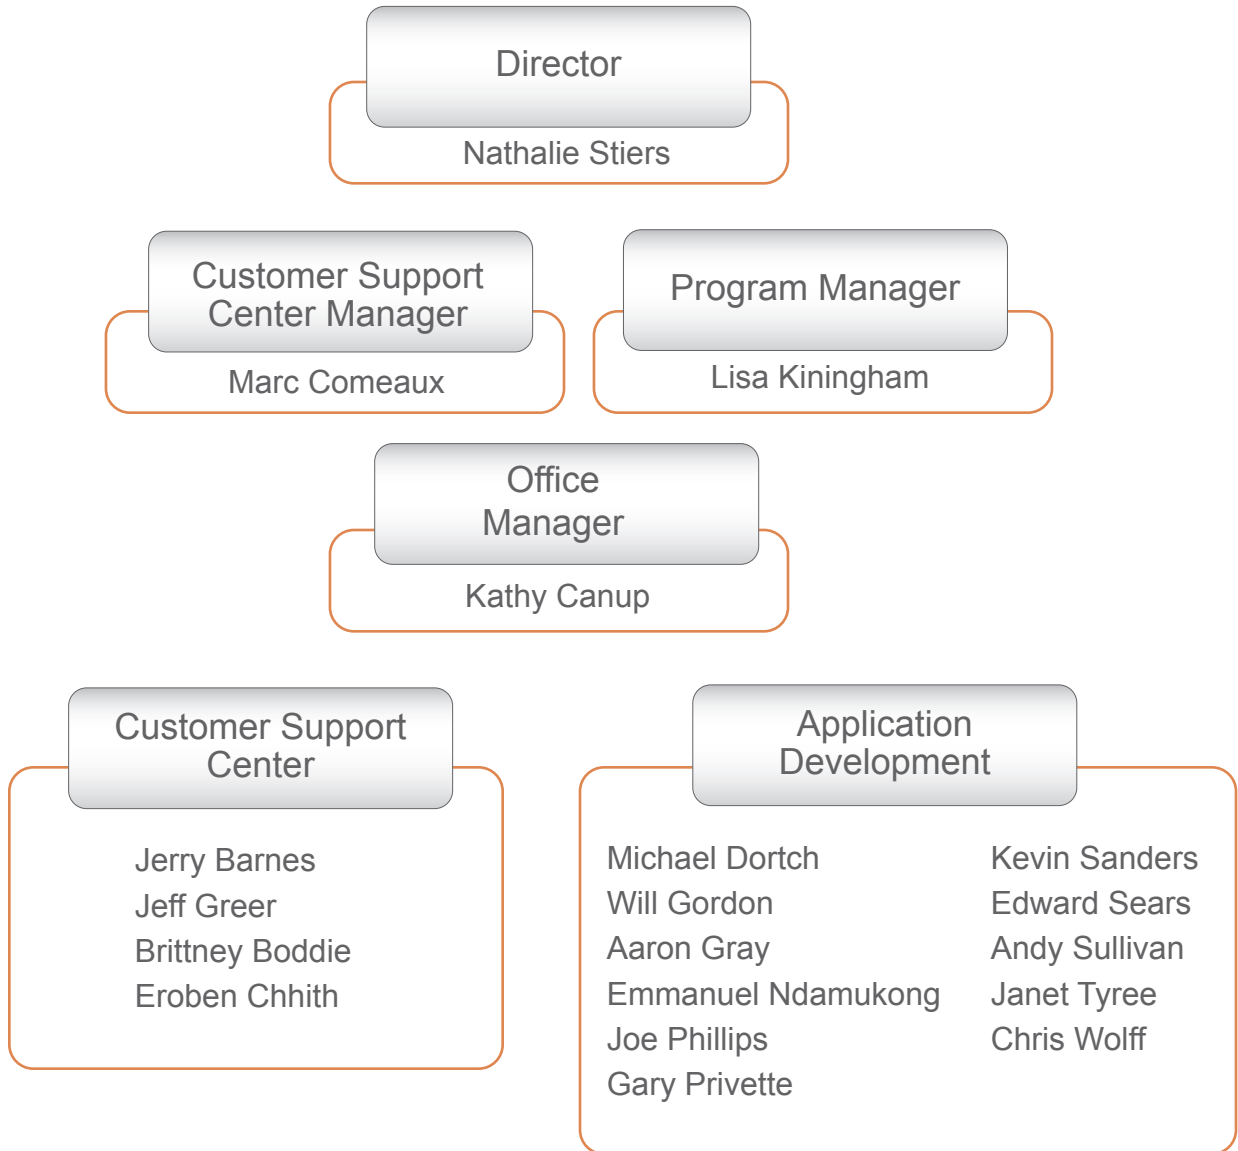 Director
Nathalie Stiers
Customer Support
Center Manager
Marc Comeaux
Program Manager
Lisa Kiningham
Office
Manager
Kathy Canup
Customer Support
Center
Jerry Barnes
Jeff Greer
Brittney Boddie
Eroben Chhith
Application
Development
Michael Dortch
Will Gordon
Aaron Gray
Emmanuel Ndamukong
Joe Phillips
Gary Privette
Kevin Sanders
Edward Sears
Andy Sullivan
Janet Tyree
Chris Wolff